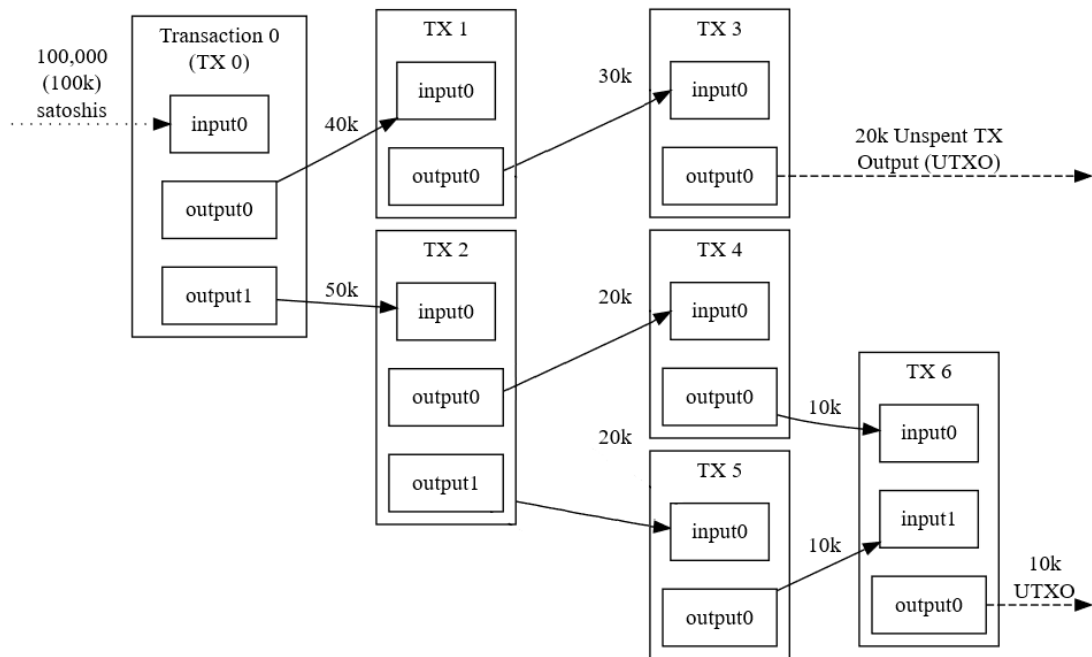 100,000
(100k)
satoshis
Transaction 0
(TX 0)
input0
output0
output1
40k
50k
TX 1
input0
output0
TX 2
input0
output0
output1
30k
20k
20k
TX 3
input0
output0
TX 4
input0
output0
TX 5
input0
output0
20k Unspent TX
Output (UTXO)
10k
10k
TX 6
input0
input1
output0
10k
UTXO